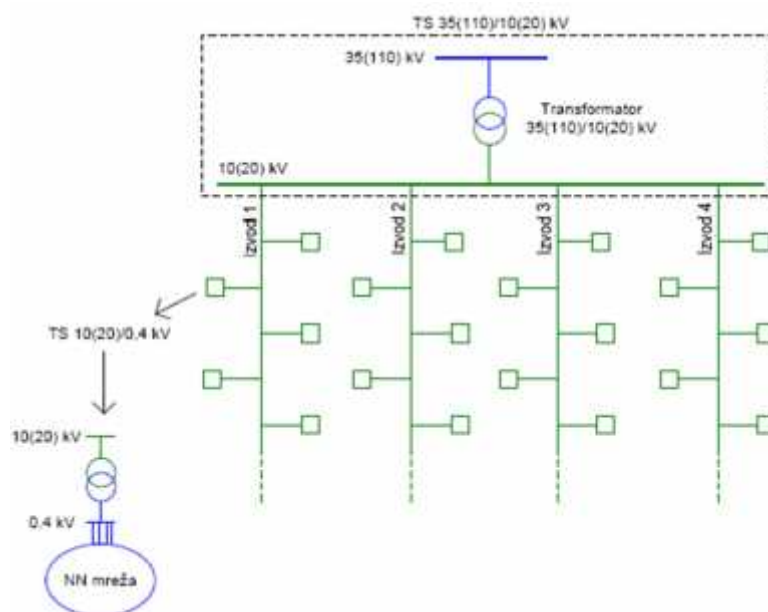 TS 35(110)/10(20) kV
35(110) kV
Transformator
35(110)/10(20) kV
10(20) kV
Izvod 1
Izvod 2
Izvod 3
Izvod 4
TS 10(20)/0,4 kV
10(20) kV
0,4 kV
NN mreža